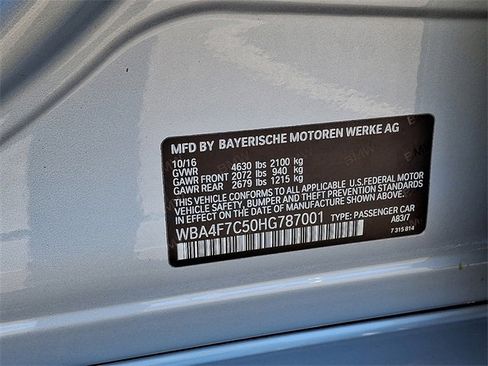 MFD BY BAYERISCHE MOTOREN WERKE AG
10/16
GVWR 4630 lbs 2100 kg
GAWR FRONT 2072 lbs 940 kg
GAWR REAR 2679 lbs 1215 kg
THIS VEHICLE CONFORMS TO ALL APPLICABLE U.S.FEDERAL MOTOR
VEHICLE SAFETY, BUMPER AND THEFT PREVENTION STANDARDS
IN EFFECT ON THE DATE OF MANUFACTURE SHOWN ABOVE.
WBA4F7C50HG787001 TYPE: PASSENGER CAR
A83/7
7 315 814